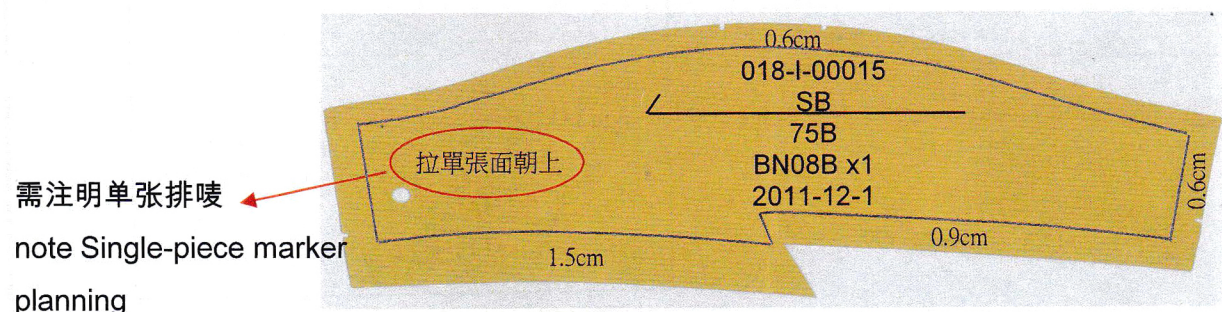 0.6cm
018-I-00015
SB
75B
BN08B x1
2011-12-1
拉單張面朝上
0.6cm
0.9cm
1.5cm
需注明单张排唛
note Single-piece marker
planning